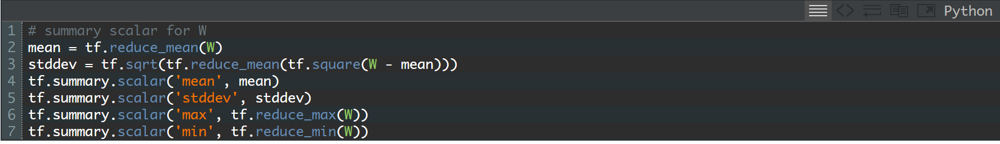 Python
1 # summary scalar for W
2 mean = tf.reduce_mean(W)
3 stddev = tf.sqrt(tf.reduce_mean(tf.square(W - mean)))
4 tf.summary.scalar('mean', mean)
5 tf.summary.scalar('stddev', stddev)
6 tf.summary.scalar('max', tf.reduce_max(W))
7 tf.summary.scalar('min', tf.reduce_min(W))